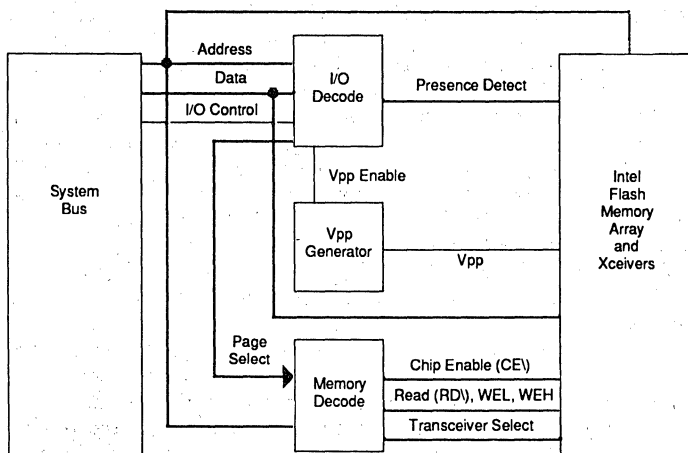 Address
Data
I/O Control
I/O
Decode
Presence Detect
Vpp Enable
System
Bus
Vpp
Generator
Vpp
Intel
Flash
Memory
Array
and
Xceivers
Page
Select
Memory
Decode
Chip Enable (CE\)
Read (RD\), WEL, WEH
Transceiver Select